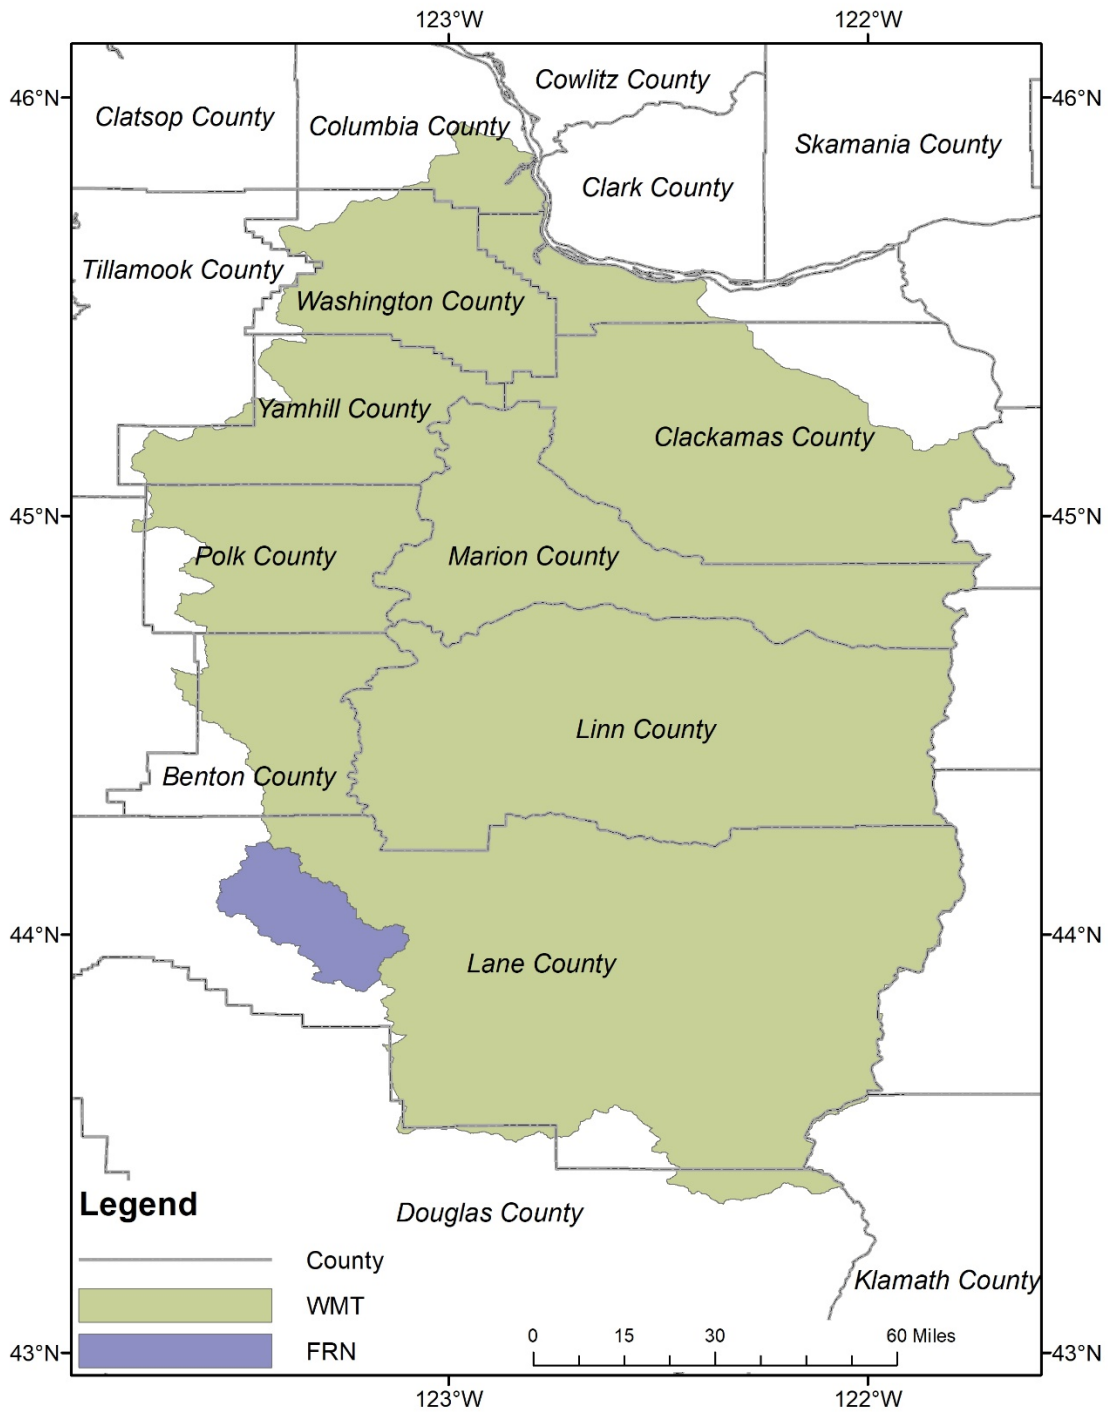 123°W
122°W
46°N
46°N
Cowlitz County
Clatsop County
Columbia County
Skamania County
Clark County
Tillamook County
Washington County
Yamhill County
Clackamas County
45°N
45°N
Polk County
Marion County
Linn County
Benton County
44°N
44°N
Lane County
Legend
Douglas County
County
Klamath County
WMT
0 15 30 60 Miles
FRN
43°N
43°N
123°W
122°W